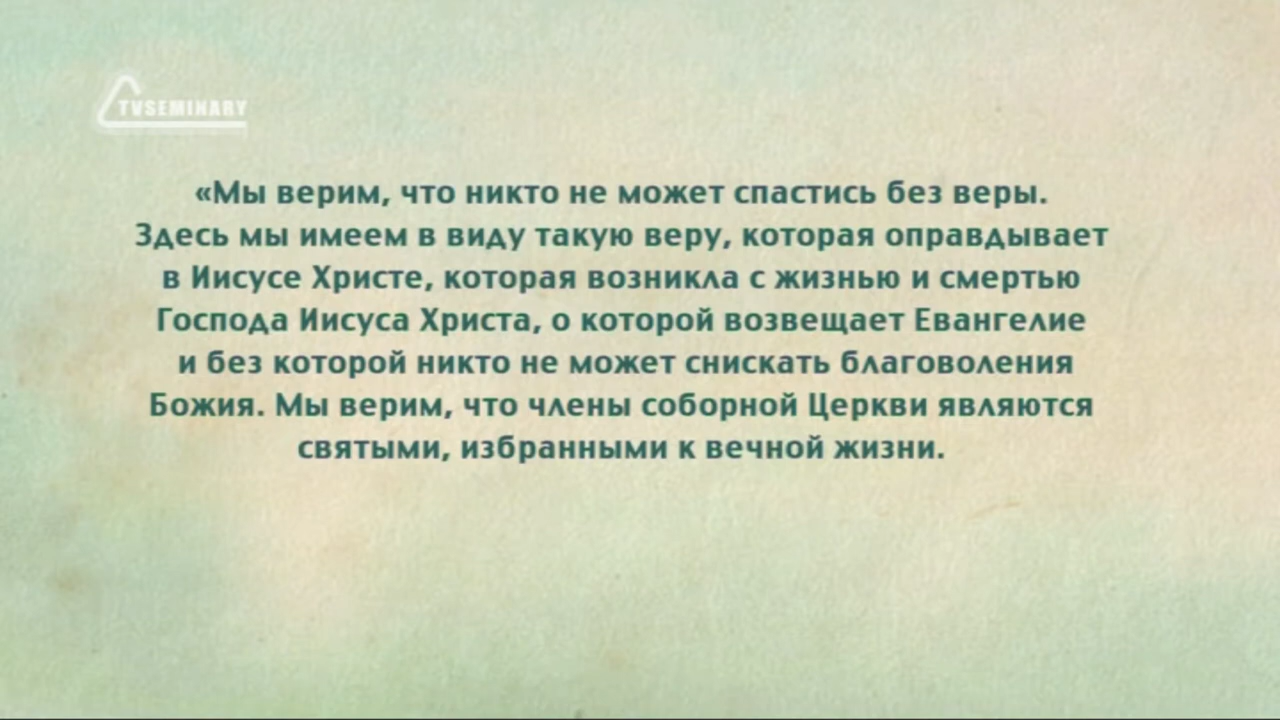 TVSEMINARY
«Мы верим, что никто не может спастись без веры.
Здесь мы имеем в виду такую веру, которая оправдывает
в Иисусе Христе, которая возникла с жизнью и смертью
Господа Иисуса Христа, о которой возвещает Евангелие
и без которой никто не может снискать благоволения
Божия. Мы верим, что члены соборной Церкви являются
святыми, избранными к вечной жизни.